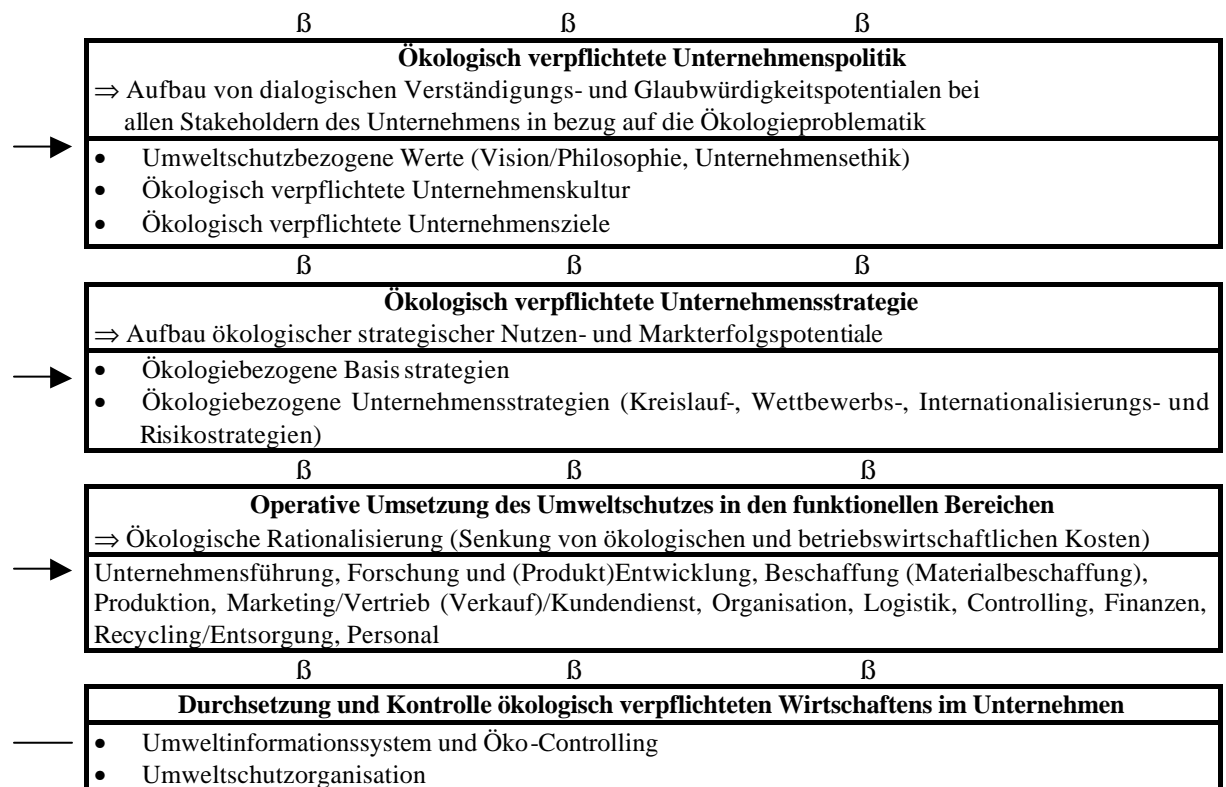 ß ß ß
Ökologisch verpflichtete Unternehmenspolitik
⇒ Aufbau von dialogischen Verständigungs- und Glaubwürdigkeitspotentialen bei
allen Stakeholdern des Unternehmens in bezug auf die Ökologieproblematik
• Umweltschutzbezogene Werte (Vision/Philosophie, Unternehmensethik)
• Ökologisch verpflichtete Unternehmenskultur
• Ökologisch verpflichtete Unternehmensziele
ß ß ß
Ökologisch verpflichtete Unternehmensstrategie
⇒ Aufbau ökologischer strategischer Nutzen- und Markterfolgspotentiale
• Ökologiebezogene Basisstrategien
• Ökologiebezogene Unternehmensstrategien (Kreislauf-, Wettbewerbs-, Internationalisierungs- und
Risikostrategien)
ß ß ß
Operative Umsetzung des Umweltschutzes in den funktionellen Bereichen
⇒ Ökologische Rationalisierung (Senkung von ökologischen und betriebswirtschaftlichen Kosten)
Unternehmensführung, Forschung und (Produkt)Entwicklung, Beschaffung (Materialbeschaffung),
Produktion, Marketing/Vertrieb (Verkauf)/Kundendienst, Organisation, Logistik, Controlling, Finanzen,
Recycling/Entsorgung, Personal
ß ß ß
Durchsetzung und Kontrolle ökologisch verpflichteten Wirtschaftens im Unternehmen
• Umweltinformationssystem und Öko-Controlling
• Umweltschutzorganisation